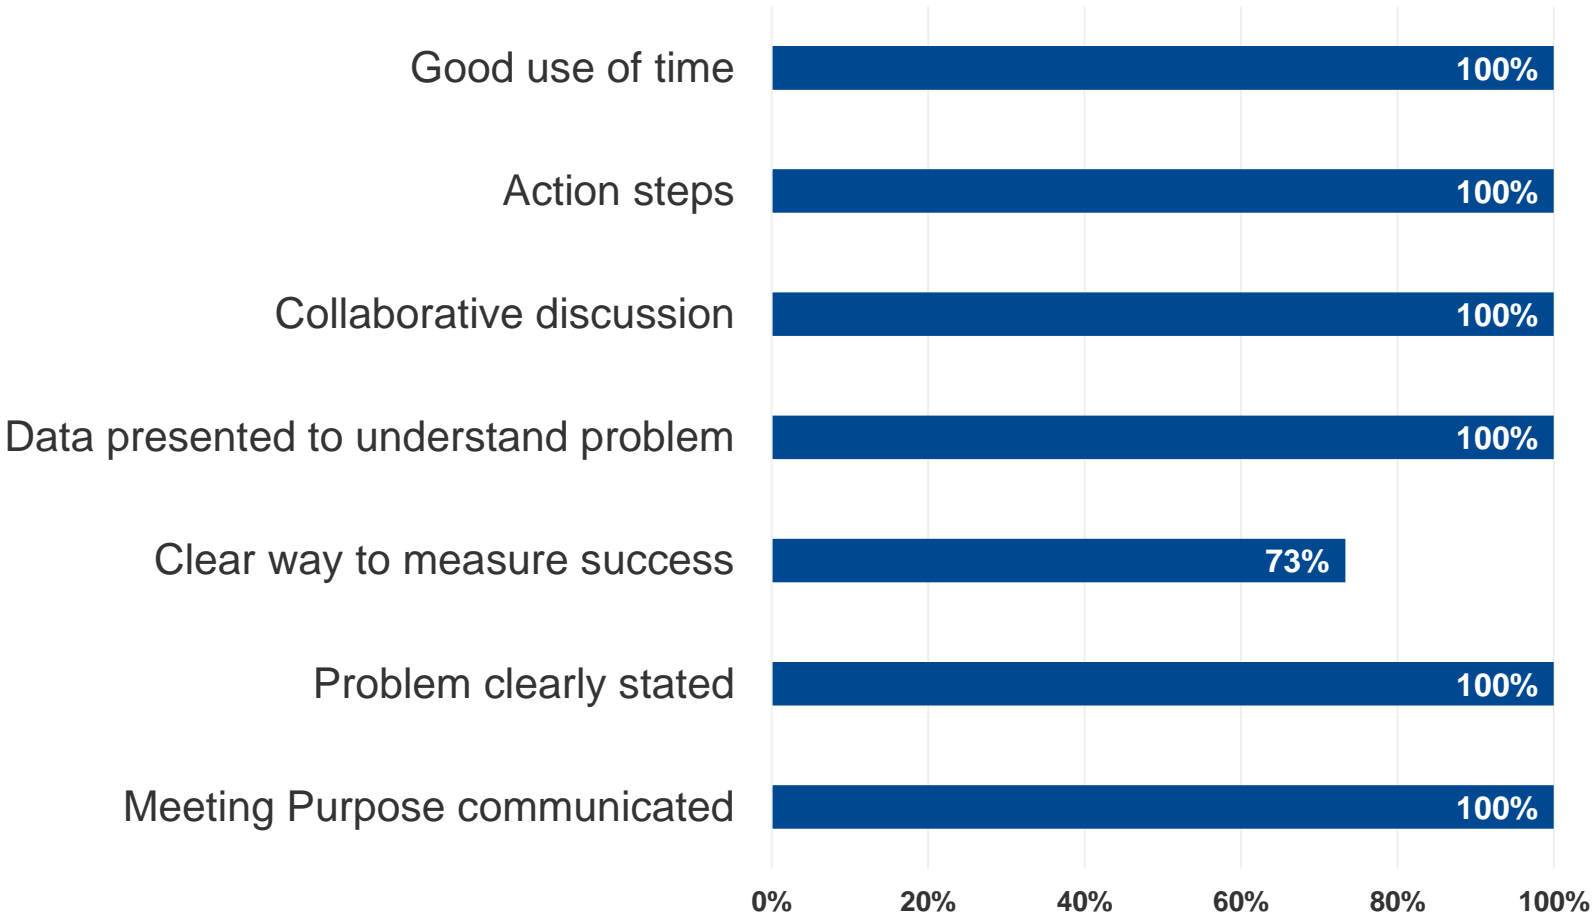 Good use of time 100%
Action steps 100%
Collaborative discussion 100%
Data presented to understand problem 100%
Clear way to measure success 73%
Problem clearly stated 100%
Meeting Purpose communicated 100%
0% 20% 40% 60% 80% 100%